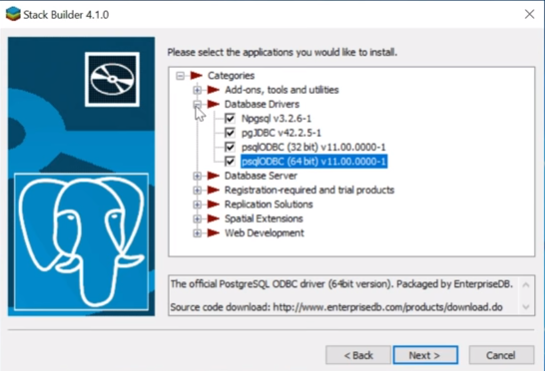 Stack Builder 4.1.0
Please select the applications you would like to install.
Categories
Add-ons, tools and utilities
Database Drivers
Npgsql v3.2.6-1
pgJDBC v42.2.5-1
psqlODBC (32 bit) v11.00.0000-1
psqlODBC (64 bit) v11.00.0000-1
Database Server
Registration-required and trial products
Replication Solutions
Spatial Extensions
Web Development
The official PostgreSQL ODBC driver (64bit version). Packaged by EnterpriseDB.
Source code download: http://www.enterprisedb.com/products/download.do
< Back
Next >
Cancel